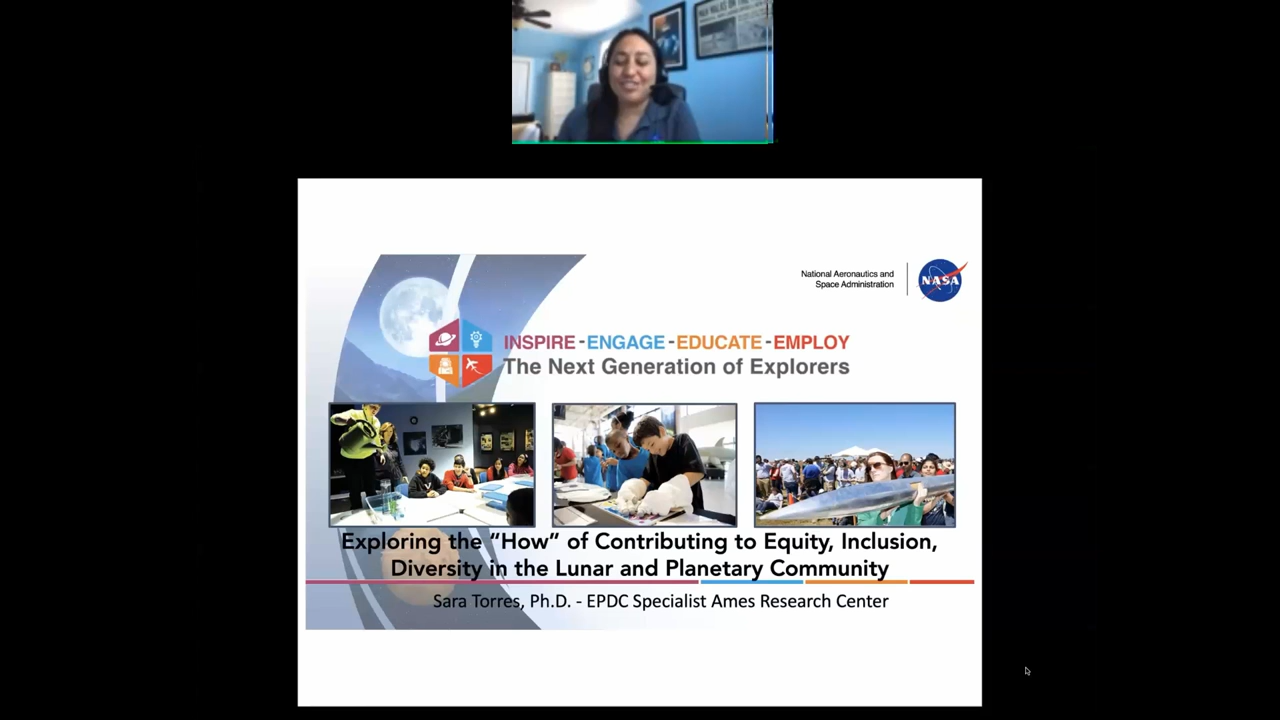 National Aeronautics and
Space Administration
NASA
INSPIRE - ENGAGE - EDUCATE - EMPLOY
The Next Generation of Explorers
Exploring the “How” of Contributing to Equity, Inclusion,
Diversity in the Lunar and Planetary Community
Sara Torres, Ph.D. - EPDC Specialist Ames Research Center